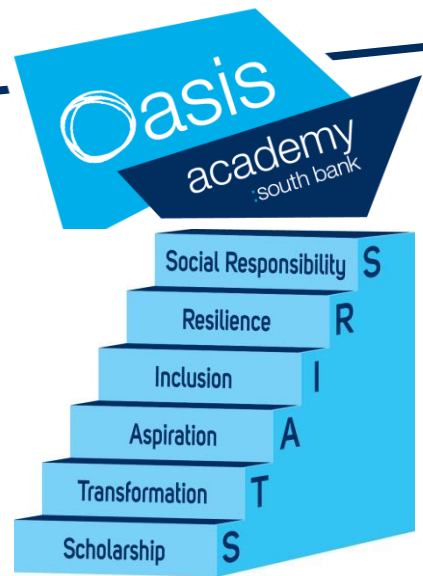 Oasis
academy
:south bank
Social Responsibility S
Resilience R
Inclusion I
Aspiration A
Transformation T
Scholarship S